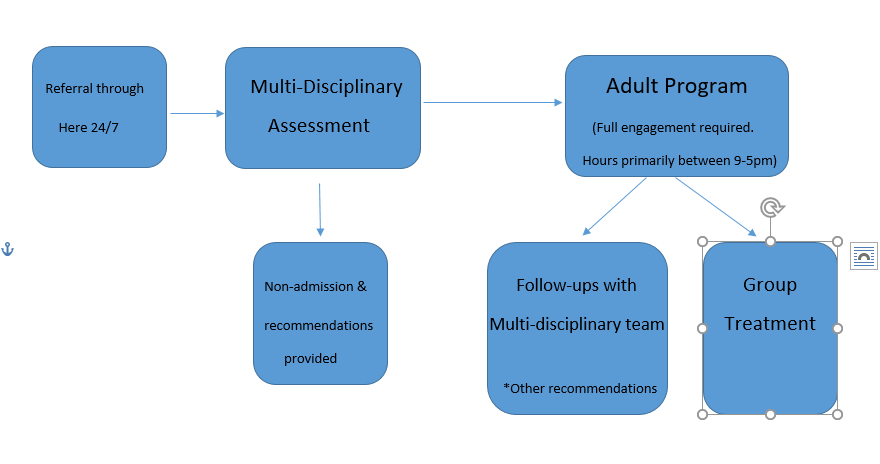 Referral through
Here 24/7
Multi-Disciplinary
Assessment
Adult Program
(Full engagement required.
Hours primarily between 9-5pm)
Non-admission &
recommendations
provided
Follow-ups with
Multi-disciplinary team
*Other recommendations
Group
Treatment